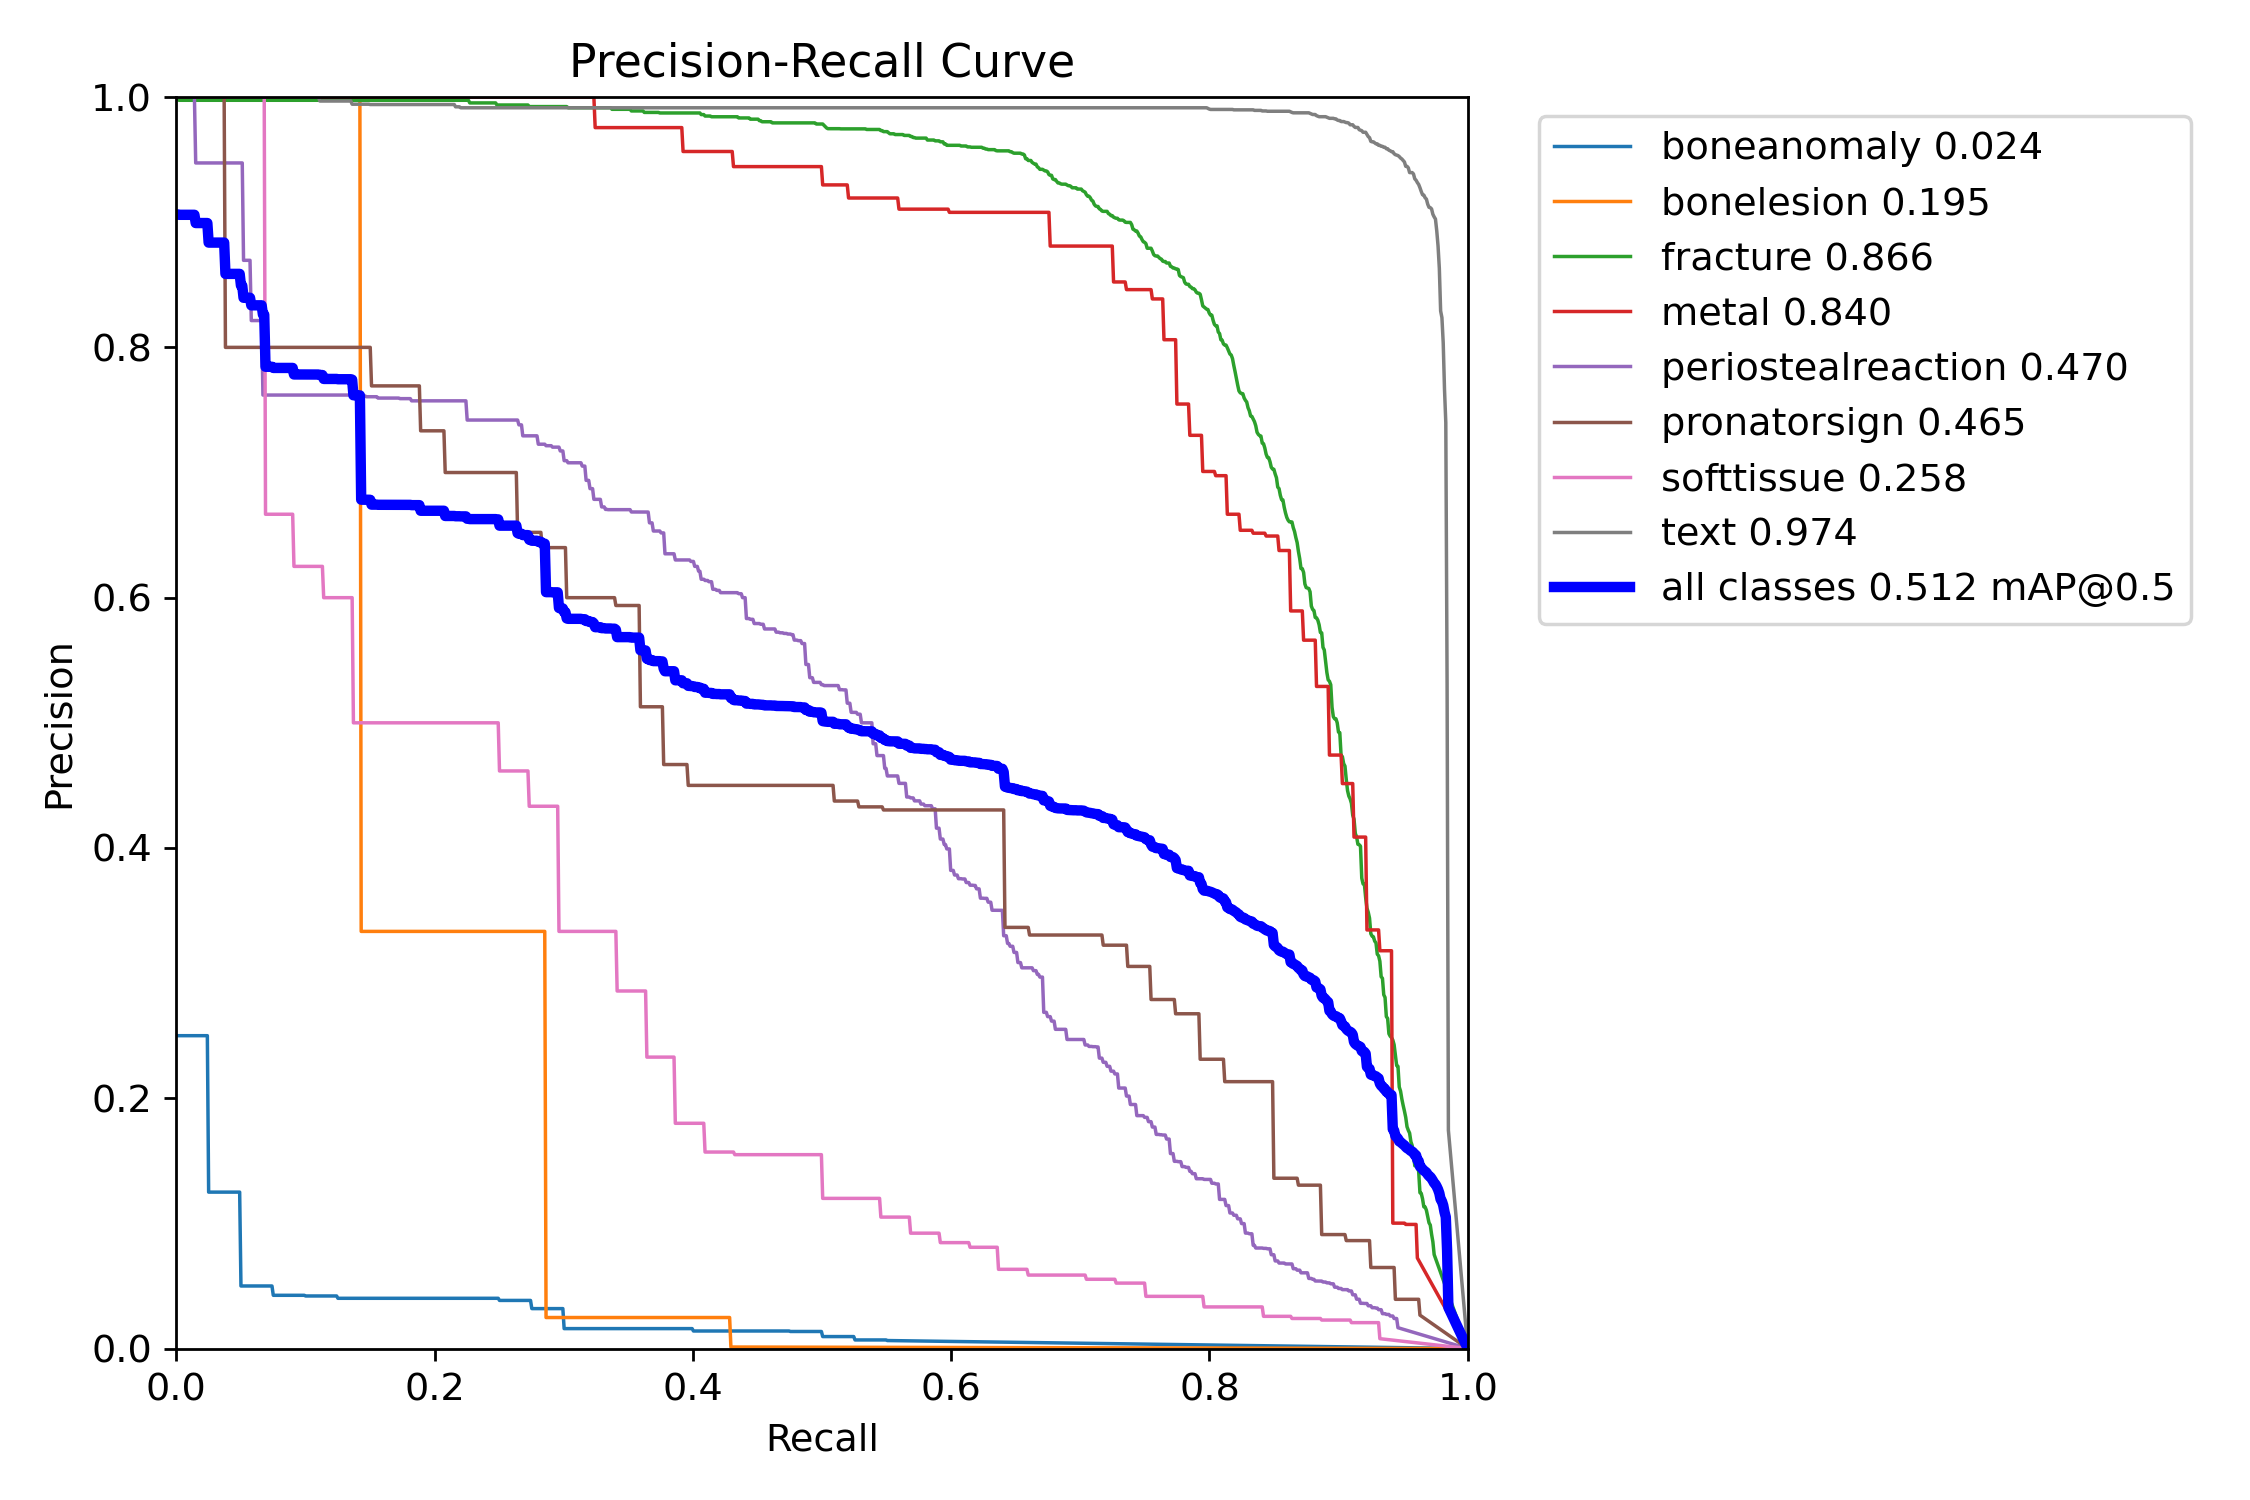 Precision-Recall Curve
1.0
0.8
0.6
0.4
0.2
0.0
Precision
0.0 0.2 0.4 0.6 0.8 1.0
Recall
boneanomaly 0.024
bonelesion 0.195
fracture 0.866
metal 0.840
periostealreaction 0.470
pronatorsign 0.465
softtissue 0.258
text 0.974
all classes 0.512 mAP@0.5